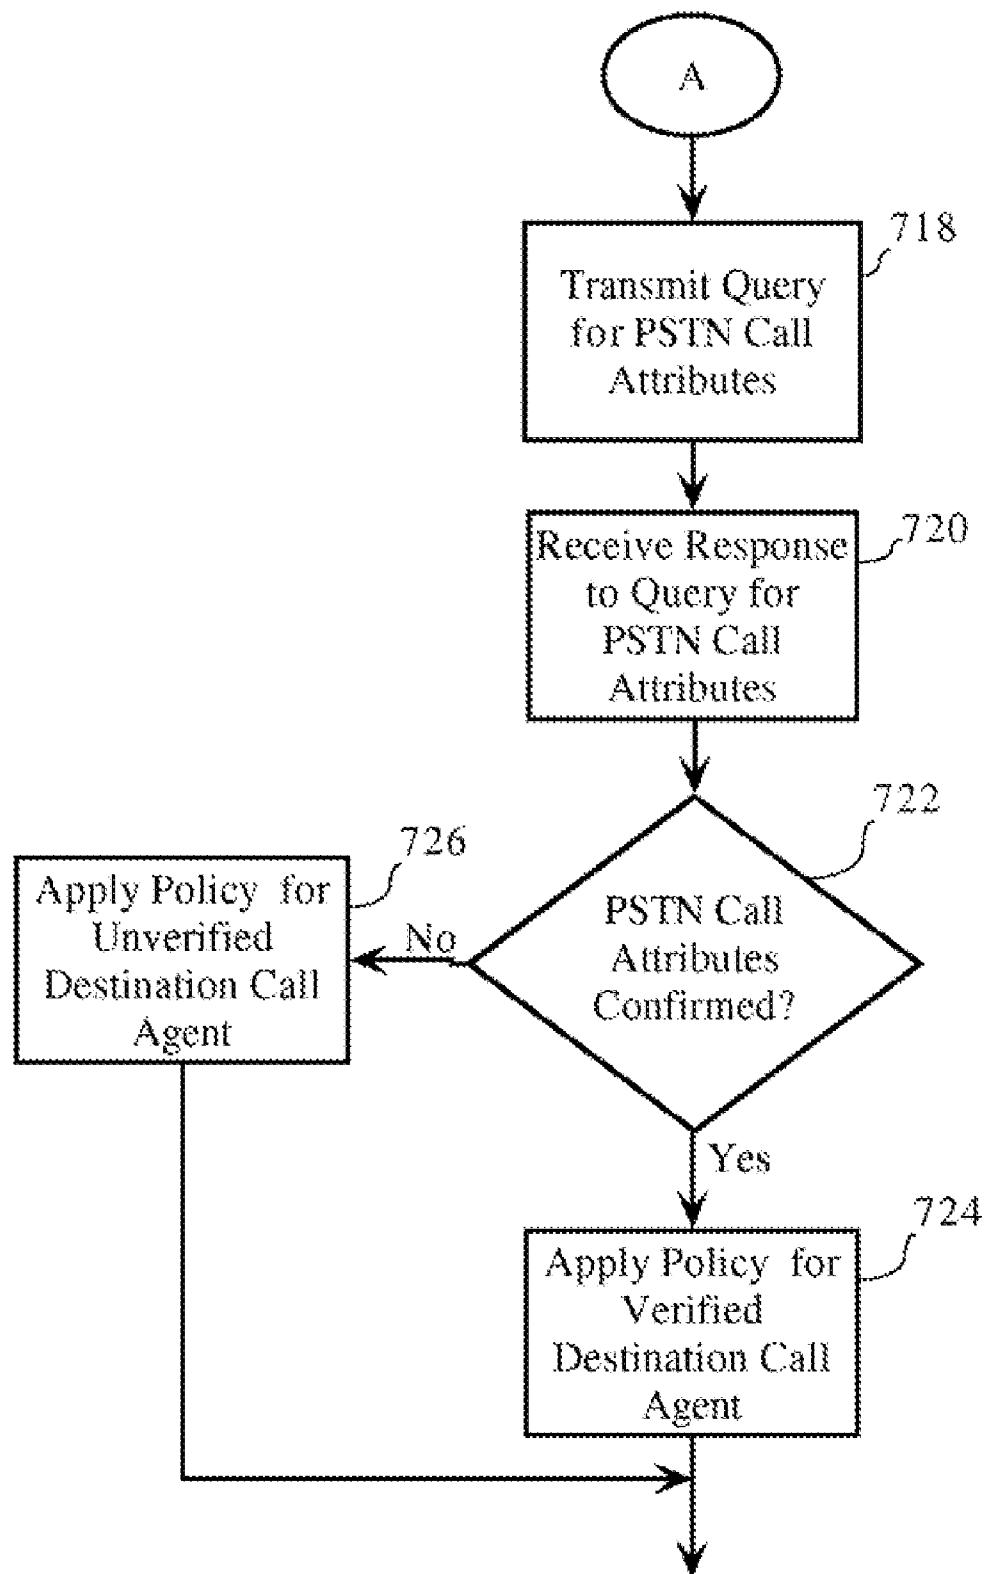 A
718
Transmit Query
for PSTN Call
Attributes
720
Receive Response
to Query for
PSTN Call
Attributes
722
PSTN Call
Attributes
Confirmed?
No
726
Apply Policy for
Unverified
Destination Call
Agent
Yes
724
Apply Policy for
Verified
Destination Call
Agent